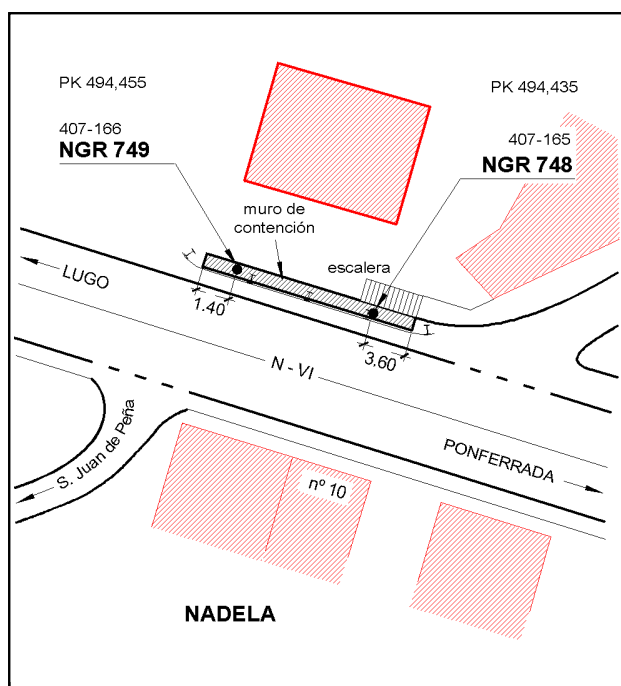 PK 494,455
PK 494,435
407-166
NGR 749
407-165
NGR 748
muro de
contención
escalera
LUGO
1.40
3.60
N - VI
S. Juan de Peña
PONFERRADA
nº 10
NADELA